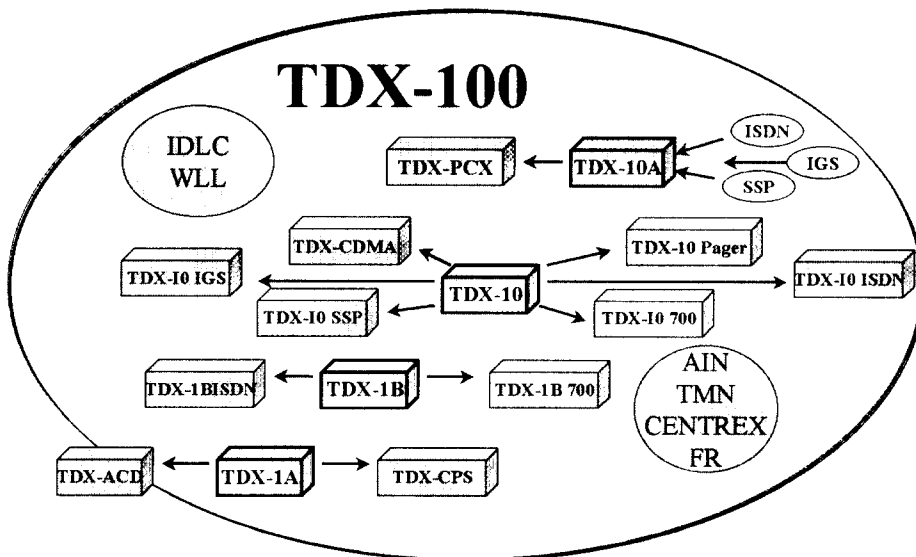 TDX-100
IDLC
WLL
TDX-PCX
TDX-10A
ISDN
IGS
SSP
TDX-CDMA
TDX-10 Pager
TDX-I0 IGS
TDX-10
TDX-I0 ISDN
TDX-I0 SSP
TDX-I0 700
TDX-1BISDN
TDX-1B
TDX-1B 700
AIN
TMN
CENTREX
FR
TDX-ACD
TDX-1A
TDX-CPS